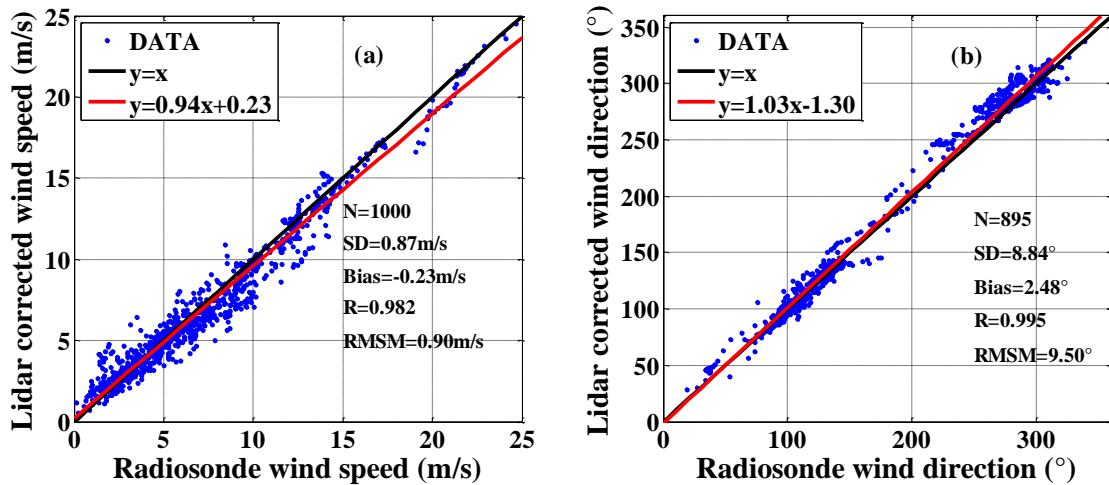 Lidar corrected wind speed (m/s)
25
20
15
10
5
0
DATA
y=x
y=0.94x+0.23
(a)
N=1000
SD=0.87m/s
Bias=-0.23m/s
R=0.982
RMSM=0.90m/s
0 5 10 15 20 25
Radiosonde wind speed (m/s)
Lidar corrected wind direction (°)
350
300
250
200
150
100
50
0
DATA
y=x
y=1.03x-1.30
(b)
N=895
SD=8.84°
Bias=2.48°
R=0.995
RMSM=9.50°
0 100 200 300
Radiosonde wind direction (°)